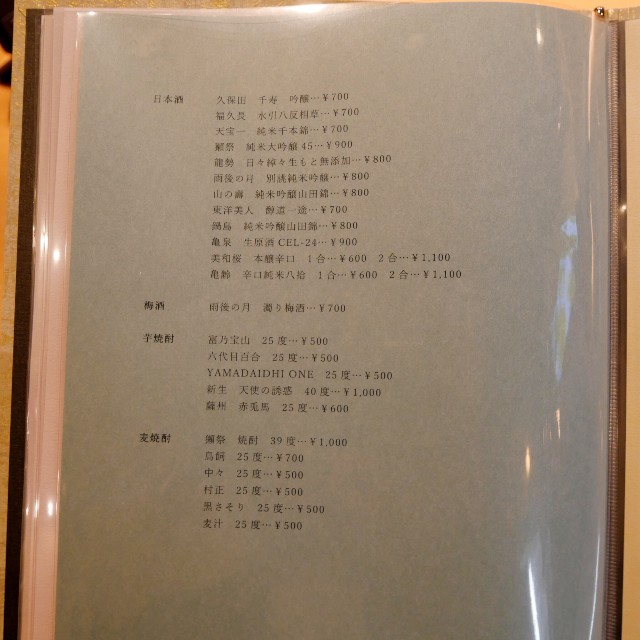 日本酒 久保田 千寿 吟醸…¥700
福久長 水引八反相草…¥700
天宝一 純米千本錦…¥700
獺祭 純米大吟醸 45…¥900
龍勢 日々綽々生もと無添加…¥800
雨後の月 別誂純米吟醸…¥800
山の壽 純米吟醸山田錦…¥800
東洋美人 醇道一途…¥700
鍋島 純米吟醸山田錦…¥800
亀泉 生原酒 CEL-24…¥900
美和桜 本醸辛口 1合…¥600 2合…¥1,100
亀齢 辛口純米八拾 1合…¥600 2合…¥1,100
梅酒 雨後の月 濁り梅酒…¥700
芋焼酎 富乃宝山 25度…¥500
六代目百合 25度…¥500
YAMADAIDHI ONE 25度…¥500
新生 天使の誘惑 40度…¥1,000
薩州 赤兎馬 25度…¥600
麦焼酎 獺祭 焼酎 39度…¥1,000
鳥飼 25度…¥700
中々 25度…¥500
村正 25度…¥500
黒さそり 25度…¥500
麦汁 25度…¥500